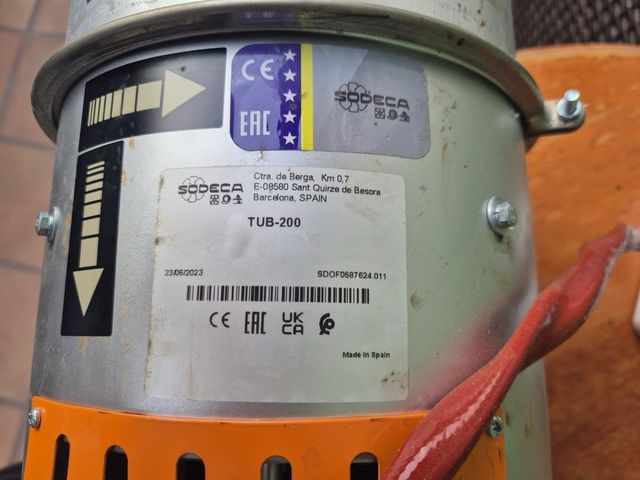 CE
EAC
SODECA
SODECA
Ctra. de Berga, Km 0,7
E-08580 Sant Quirze de Besora
Barcelona, SPAIN
TUB-200
23/06/2023
SDOF0587624.011
CE EAC UK CA
Made in Spain